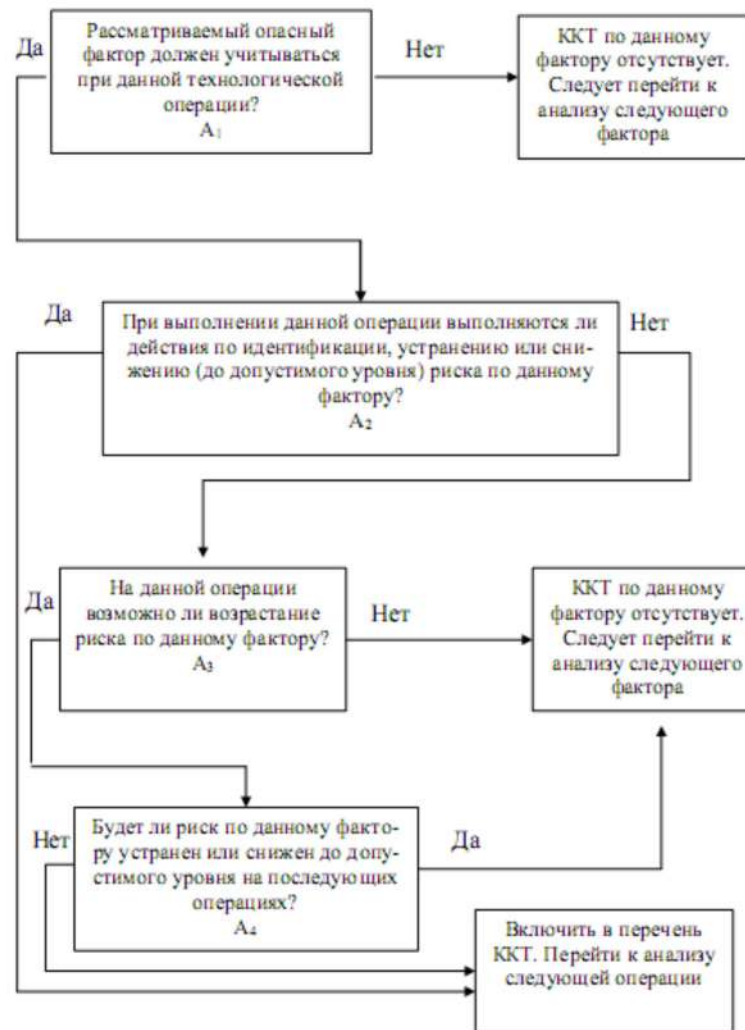 Да
Рассматриваемый опасный
фактор должен учитываться
при данной технологической
операции?
А₁
Нет
ККТ по данному
фактору отсутствует.
Следует перейти к
анализу следующего
фактора
Да
При выполнении данной операции выполняются ли
действия по идентификации, устранению или сни-
жению (до допустимого уровня) риска по данному
фактору?
А₂
Нет
Да
На данной операции
возможно ли возрастание
риска по данному фактору?
А₃
Нет
ККТ по данному
фактору отсутствует.
Следует перейти к
анализу следующего
фактора
Нет
Будет ли риск по данному факто-
ру устранен или снижен до допу-
стимого уровня на последующих
операциях?
А₄
Да
Включить в перечень
ККТ. Перейти к анализу
следующей операции